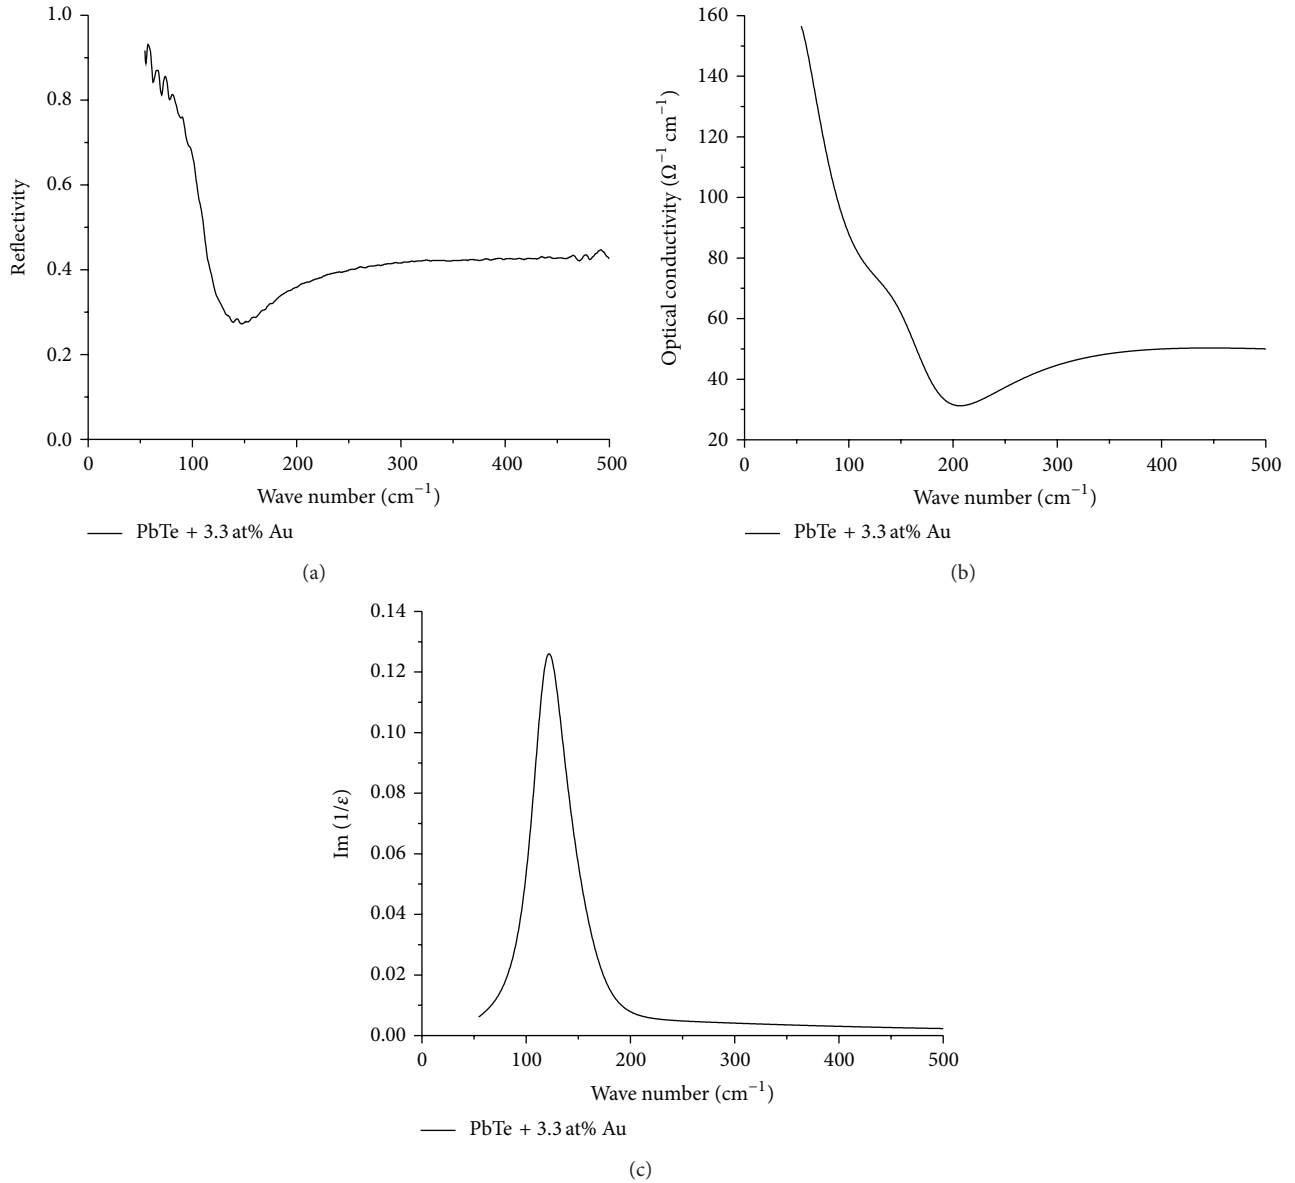 1.0
0.8
0.6
0.4
0.2
0.0
Reflectivity
0 100 200 300 400 500
Wave number (cm⁻¹)
PbTe + 3.3 at% Au
(a)
160
140
120
100
80
60
40
20
Optical conductivity (Ω⁻¹ cm⁻¹)
0 100 200 300 400 500
Wave number (cm⁻¹)
PbTe + 3.3 at% Au
(b)
0.14
0.12
0.10
0.08
0.06
0.04
0.02
0.00
Im (1/ε)
0 100 200 300 400 500
Wave number (cm⁻¹)
PbTe + 3.3 at% Au
(c)